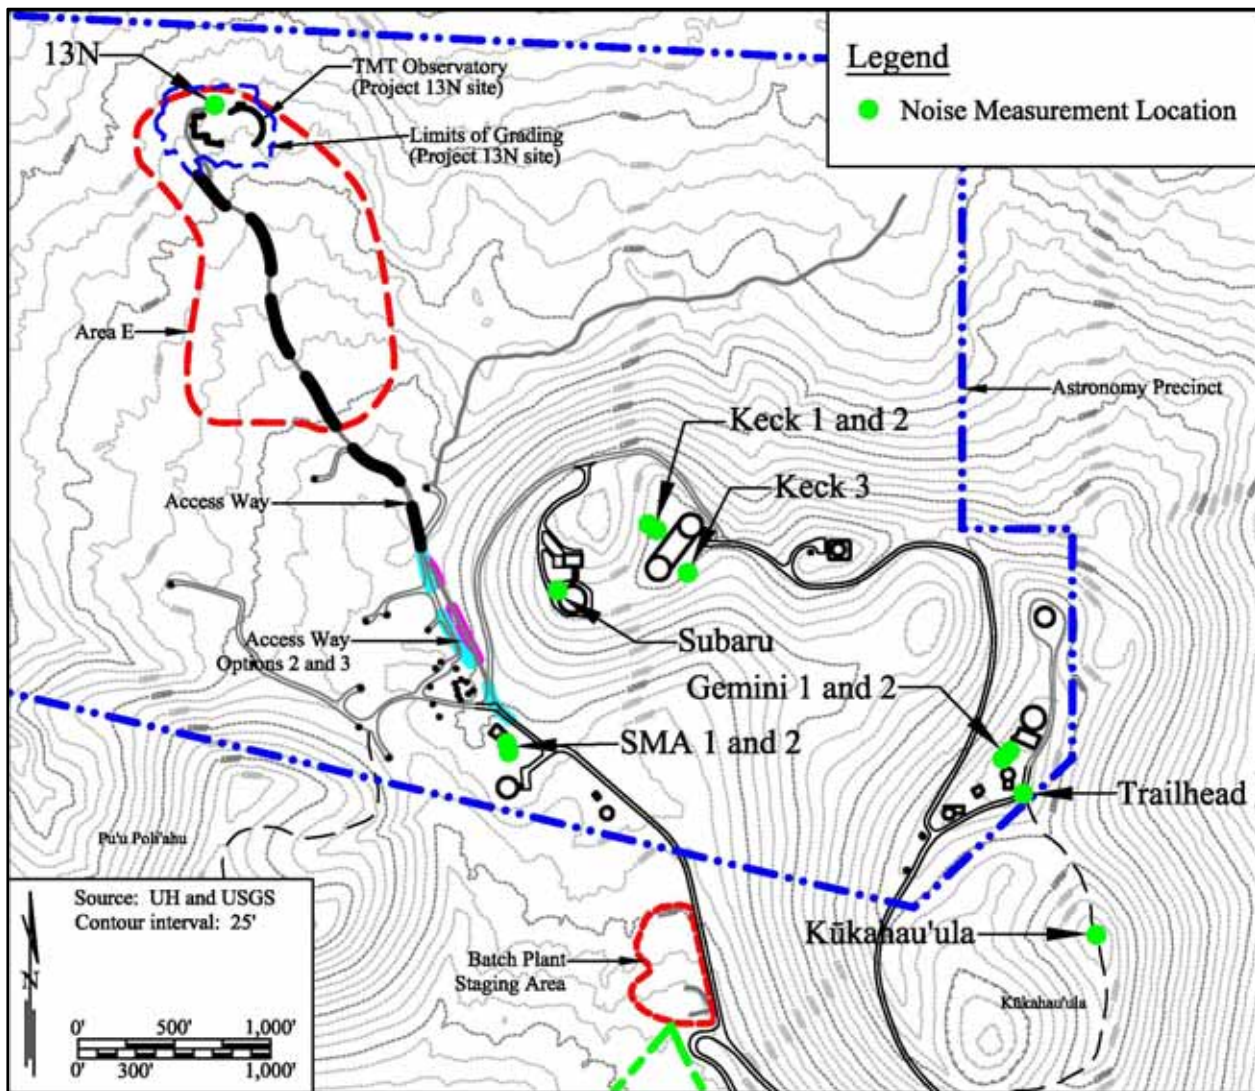 13N
TMT Observatory
(Project 13N site)
Limits of Grading
(Project 13N site)
Legend
Noise Measurement Location
Area E
Astronomy Precinct
Keck 1 and 2
Keck 3
Access Way
Access Way
Options 2 and 3
Subaru
Gemini 1 and 2
SMA 1 and 2
Trailhead
Pu'u Poli'ahu
Source: UH and USGS
Contour interval: 25'
N
0' 500' 1,000'
0' 300' 1,000'
Batch Plant
Staging Area
Kūkahau'ula
Kūkahau'ula